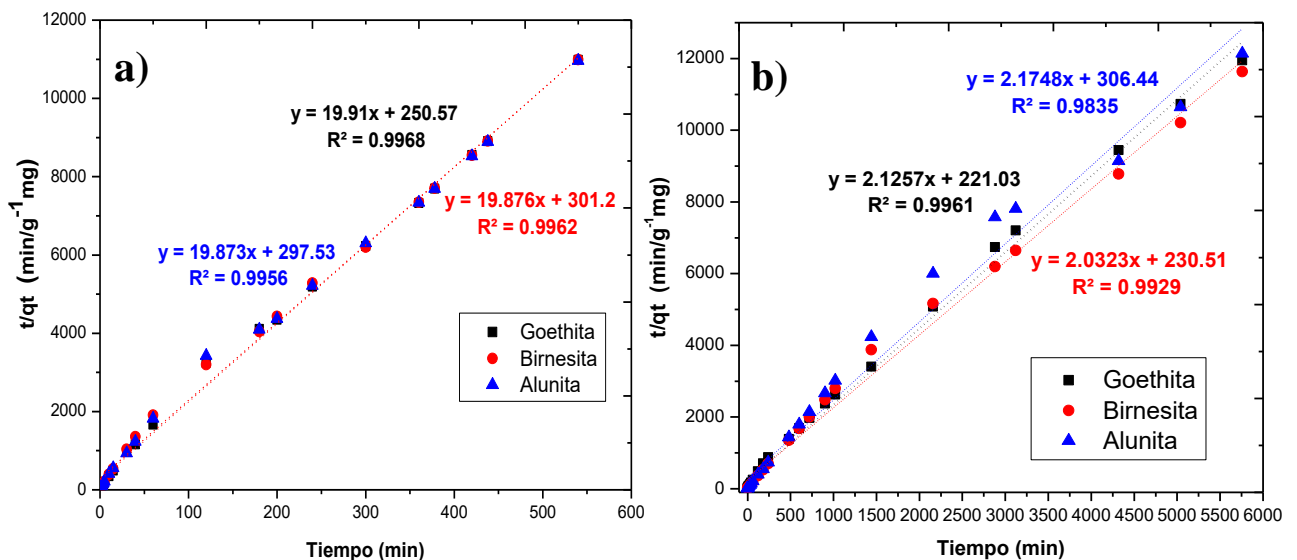 a)
y = 19.91x + 250.57
R² = 0.9968
y = 19.876x + 301.2
R² = 0.9962
y = 19.873x + 297.53
R² = 0.9956
Goethita
Birnesita
Alunita
t/qt (min/g⁻¹mg)
12000
10000
8000
6000
4000
2000
0
0 100 200 300 400 500 600
Tiempo (min)
b)
y = 2.1748x + 306.44
R² = 0.9835
y = 2.1257x + 221.03
R² = 0.9961
y = 2.0323x + 230.51
R² = 0.9929
Goethita
Birnesita
Alunita
t/qt (min/g⁻¹mg)
12000
10000
8000
6000
4000
2000
0
0 500 1000 1500 2000 2500 3000 3500 4000 4500 5000 5500 6000
Tiempo (min)